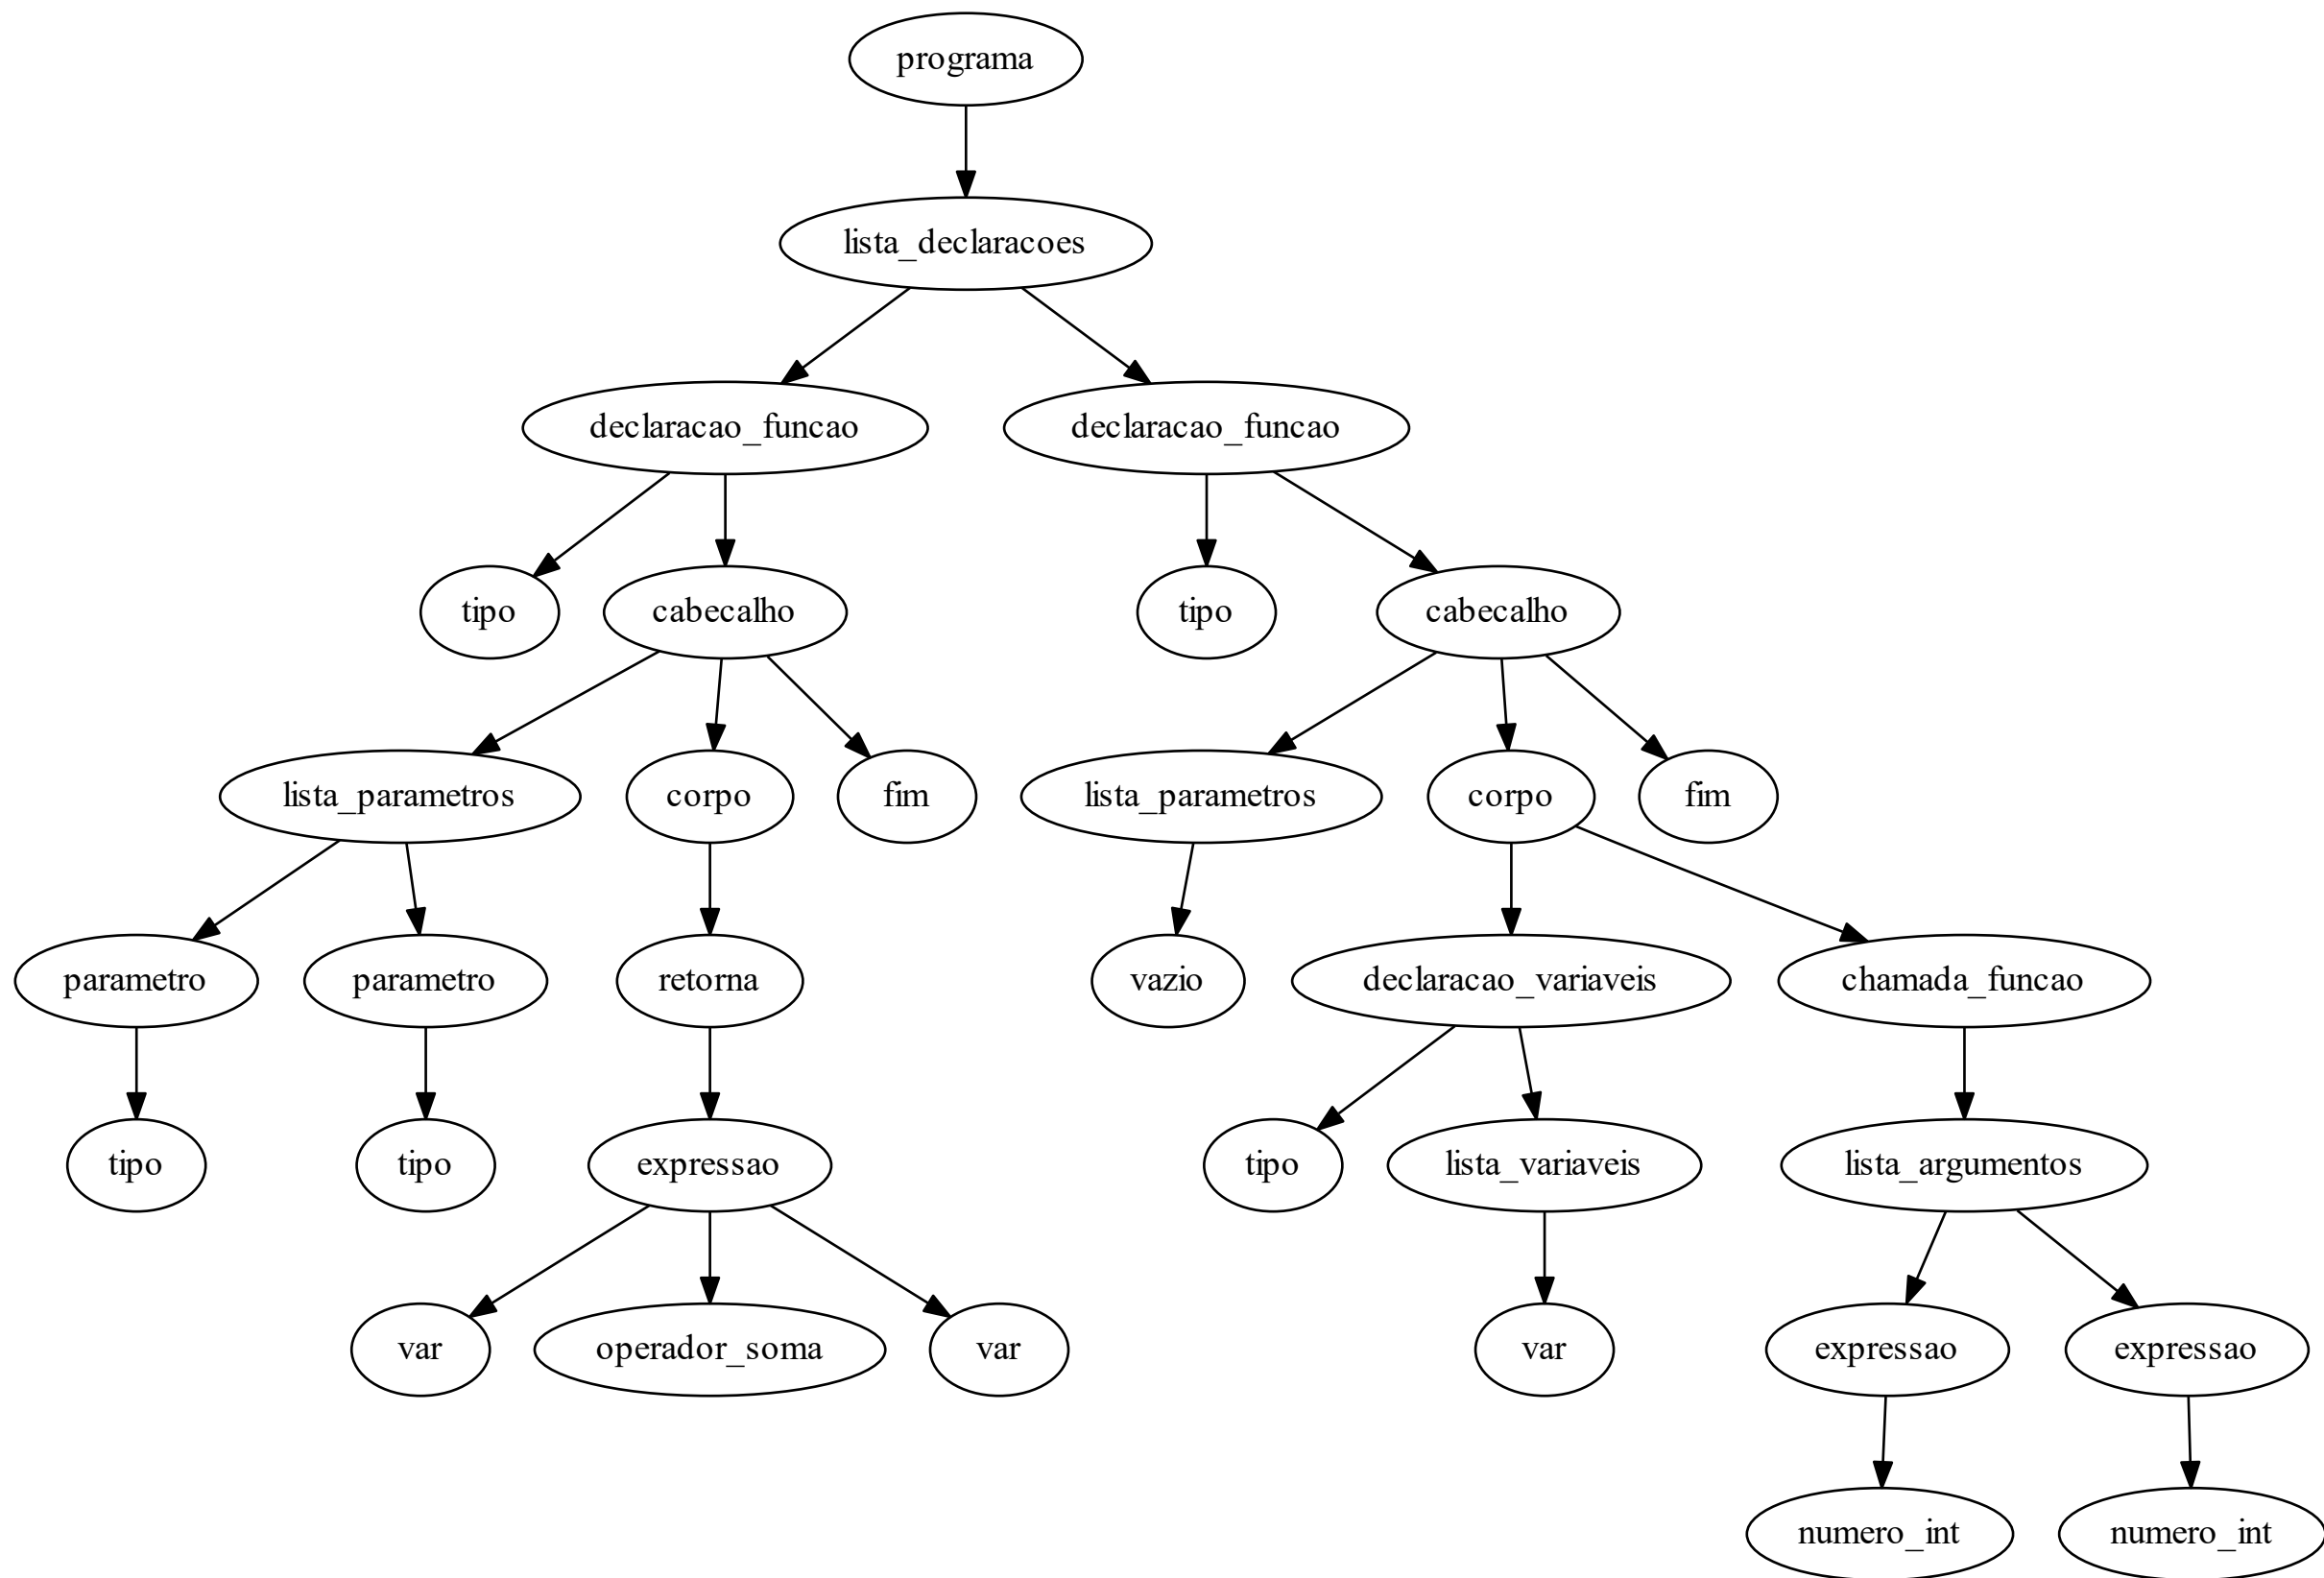 programa
lista_declaracoes
declaracao_funcao
declaracao_funcao
tipo
cabecalho
tipo
cabecalho
lista_parametros
corpo
fim
lista_parametros
corpo
fim
parametro
parametro
retorna
vazio
declaracao_variaveis
chamada_funcao
tipo
tipo
expressao
tipo
lista_variaveis
lista_argumentos
var
operador_soma
var
var
expressao
expressao
numero_int
numero_int